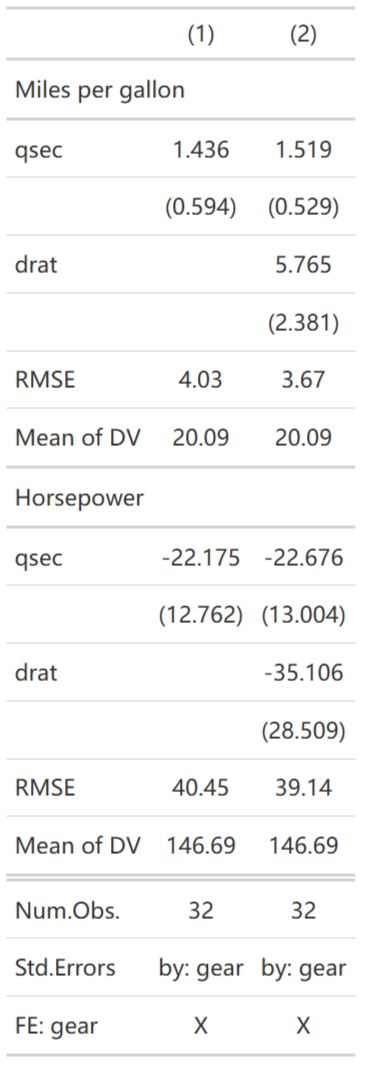 (1) (2)
Miles per gallon
qsec 1.436 1.519
(0.594) (0.529)
drat 5.765
(2.381)
RMSE 4.03 3.67
Mean of DV 20.09 20.09
Horsepower
qsec -22.175 -22.676
(12.762) (13.004)
drat -35.106
(28.509)
RMSE 40.45 39.14
Mean of DV 146.69 146.69
Num.Obs. 32 32
Std.Errors by: gear by: gear
FE: gear X X